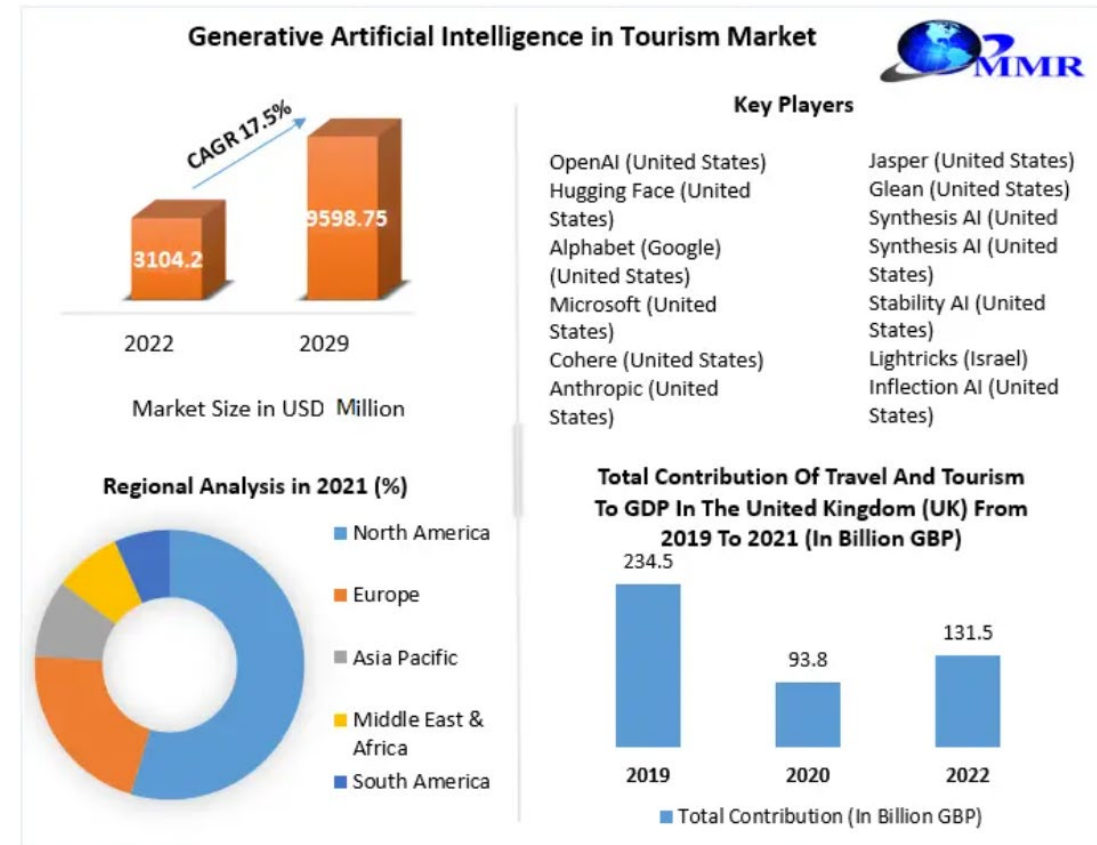 Generative Artificial Intelligence in Tourism Market
MMR
CAGR 17.5%
3104.2
9598.75
2022
2029
Market Size in USD Million
Key Players
OpenAI (United States)
Hugging Face (United
States)
Alphabet (Google)
(United States)
Microsoft (United
States)
Cohere (United States)
Anthropic (United
States)
Jasper (United States)
Glean (United States)
Synthesis AI (United
Synthesis AI (United
States)
Stability AI (United
States)
Lightricks (Israel)
Inflection AI (United
States)
Regional Analysis in 2021 (%)
North America
Europe
Asia Pacific
Middle East &
Africa
South America
Total Contribution Of Travel And Tourism
To GDP In The United Kingdom (UK) From
2019 To 2021 (In Billion GBP)
234.5
93.8
131.5
2019
2020
2022
Total Contribution (In Billion GBP)